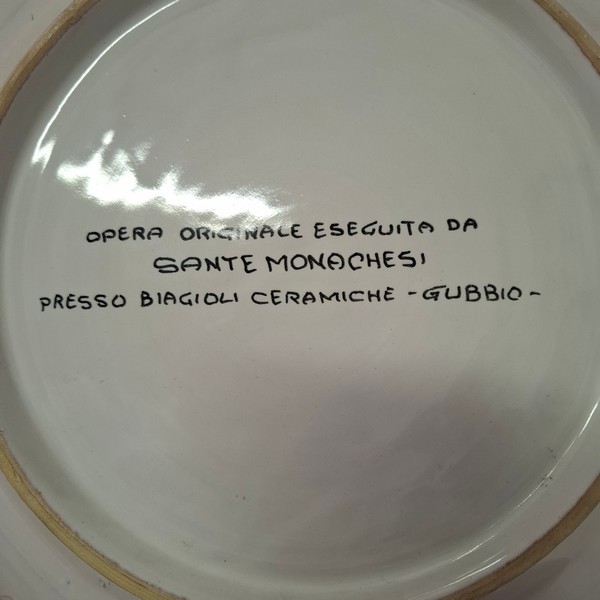 OPERA ORIGINALE ESEGUITA DA
SANTE MONACHESI
PRESSO BIAGIOLI CERAMICHE - GUBBIO -